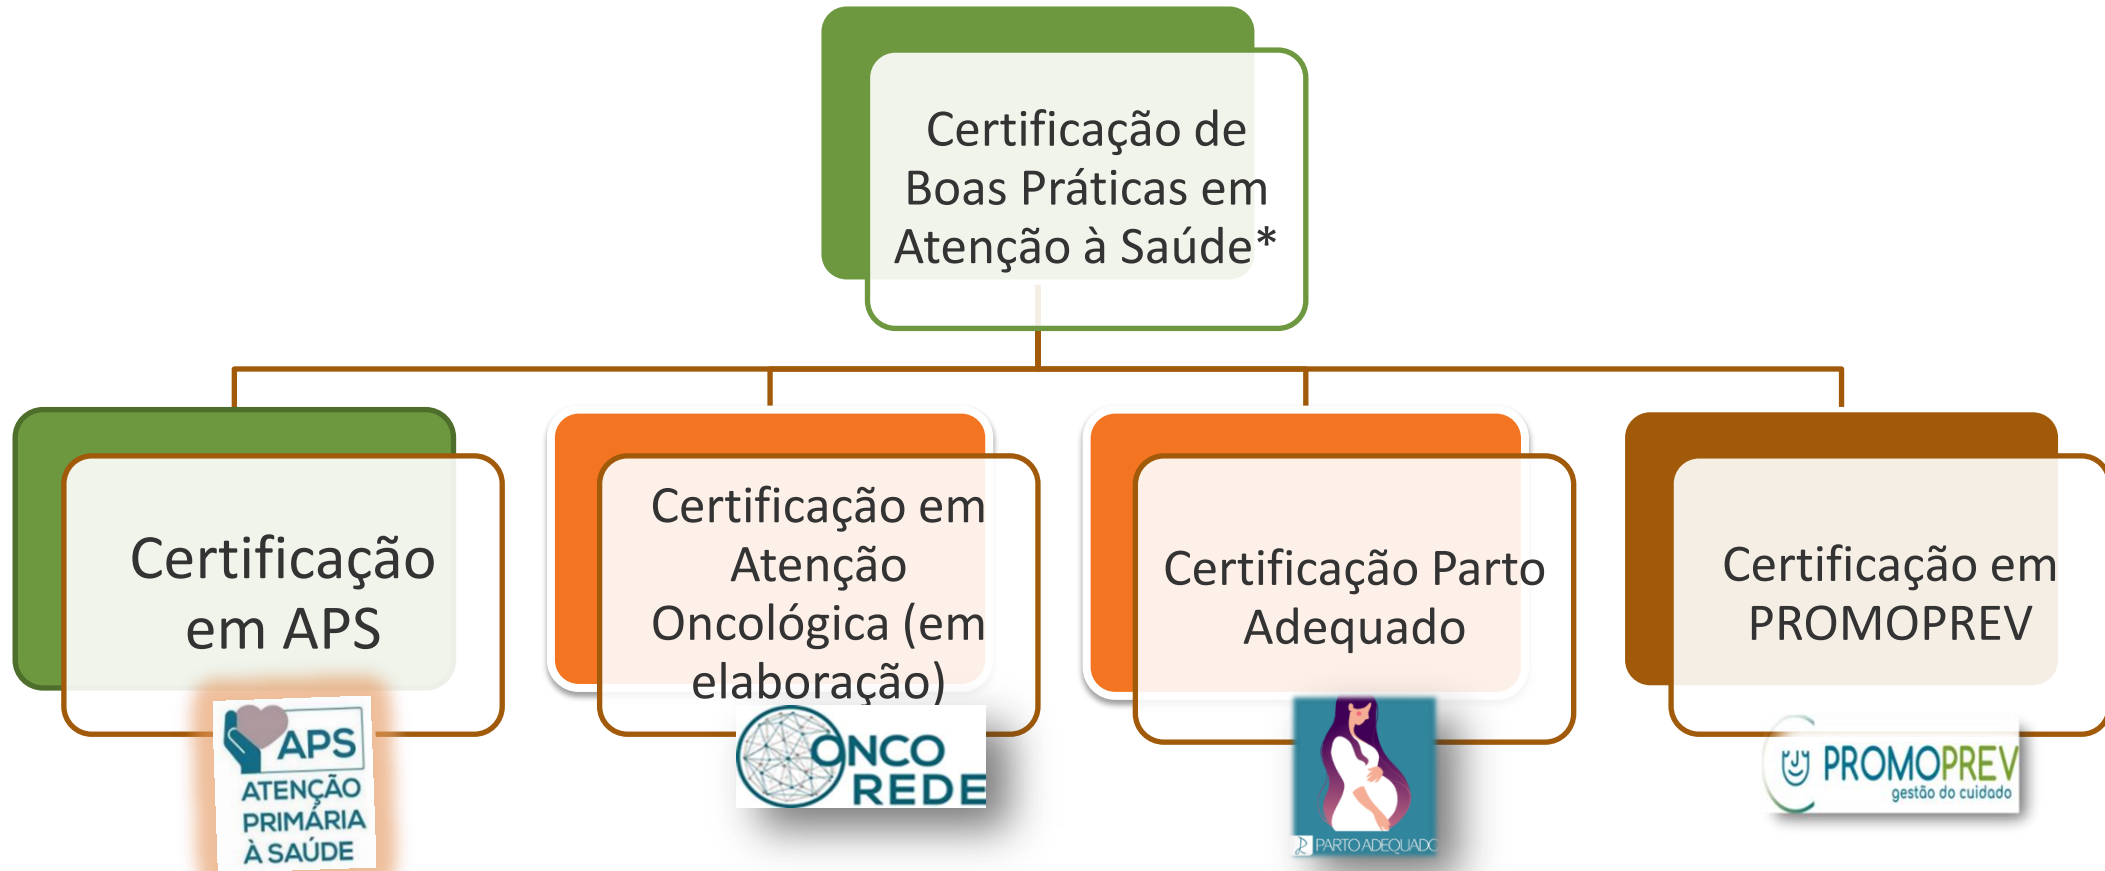 Certificação de
Boas Práticas em
Atenção à Saúde*
Certificação
em APS
APS
ATENÇÃO
PRIMÁRIA
À SAÚDE
Certificação em
Atenção
Oncológica (em
elaboração)
ONCO
REDE
Certificação Parto
Adequado
PARTO ADEQUADO
Certificação em
PROMOPREV
PROMOPREV
gestão do cuidado